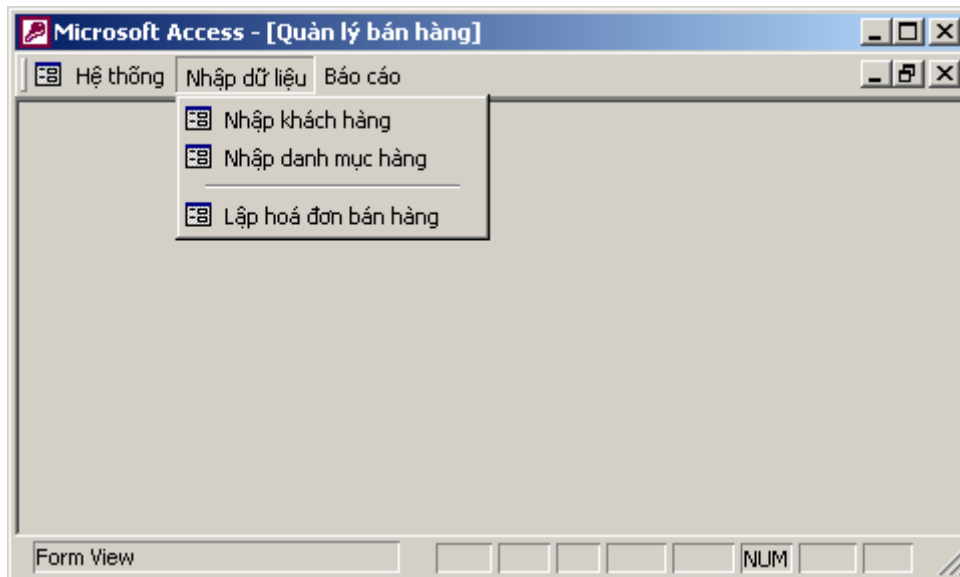 Microsoft Access - [Quản lý bán hàng]
Hệ thống Nhập dữ liệu Báo cáo
Nhập khách hàng
Nhập danh mục hàng
Lập hoá đơn bán hàng
Form View NUM